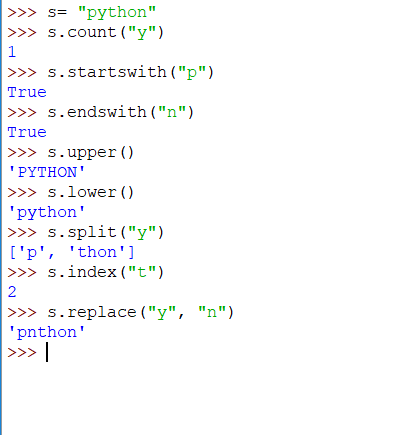 >>> s= "python"
>>> s.count("y")
1
>>> s.startswith("p")
True
>>> s.endswith("n")
True
>>> s.upper()
'PYTHON'
>>> s.lower()
'python'
>>> s.split("y")
['p', 'thon']
>>> s.index("t")
2
>>> s.replace("y", "n")
'pnthon'
>>>